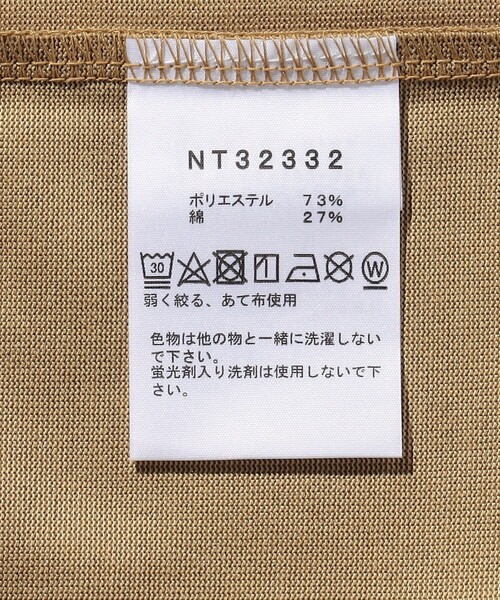 NT32332
ポリエステル 73%
綿 27%
30 W
弱く絞る、あて布使用
色物は他の物と一緒に洗濯しない
で下さい。
蛍光剤入り洗剤は使用しないで下
さい。